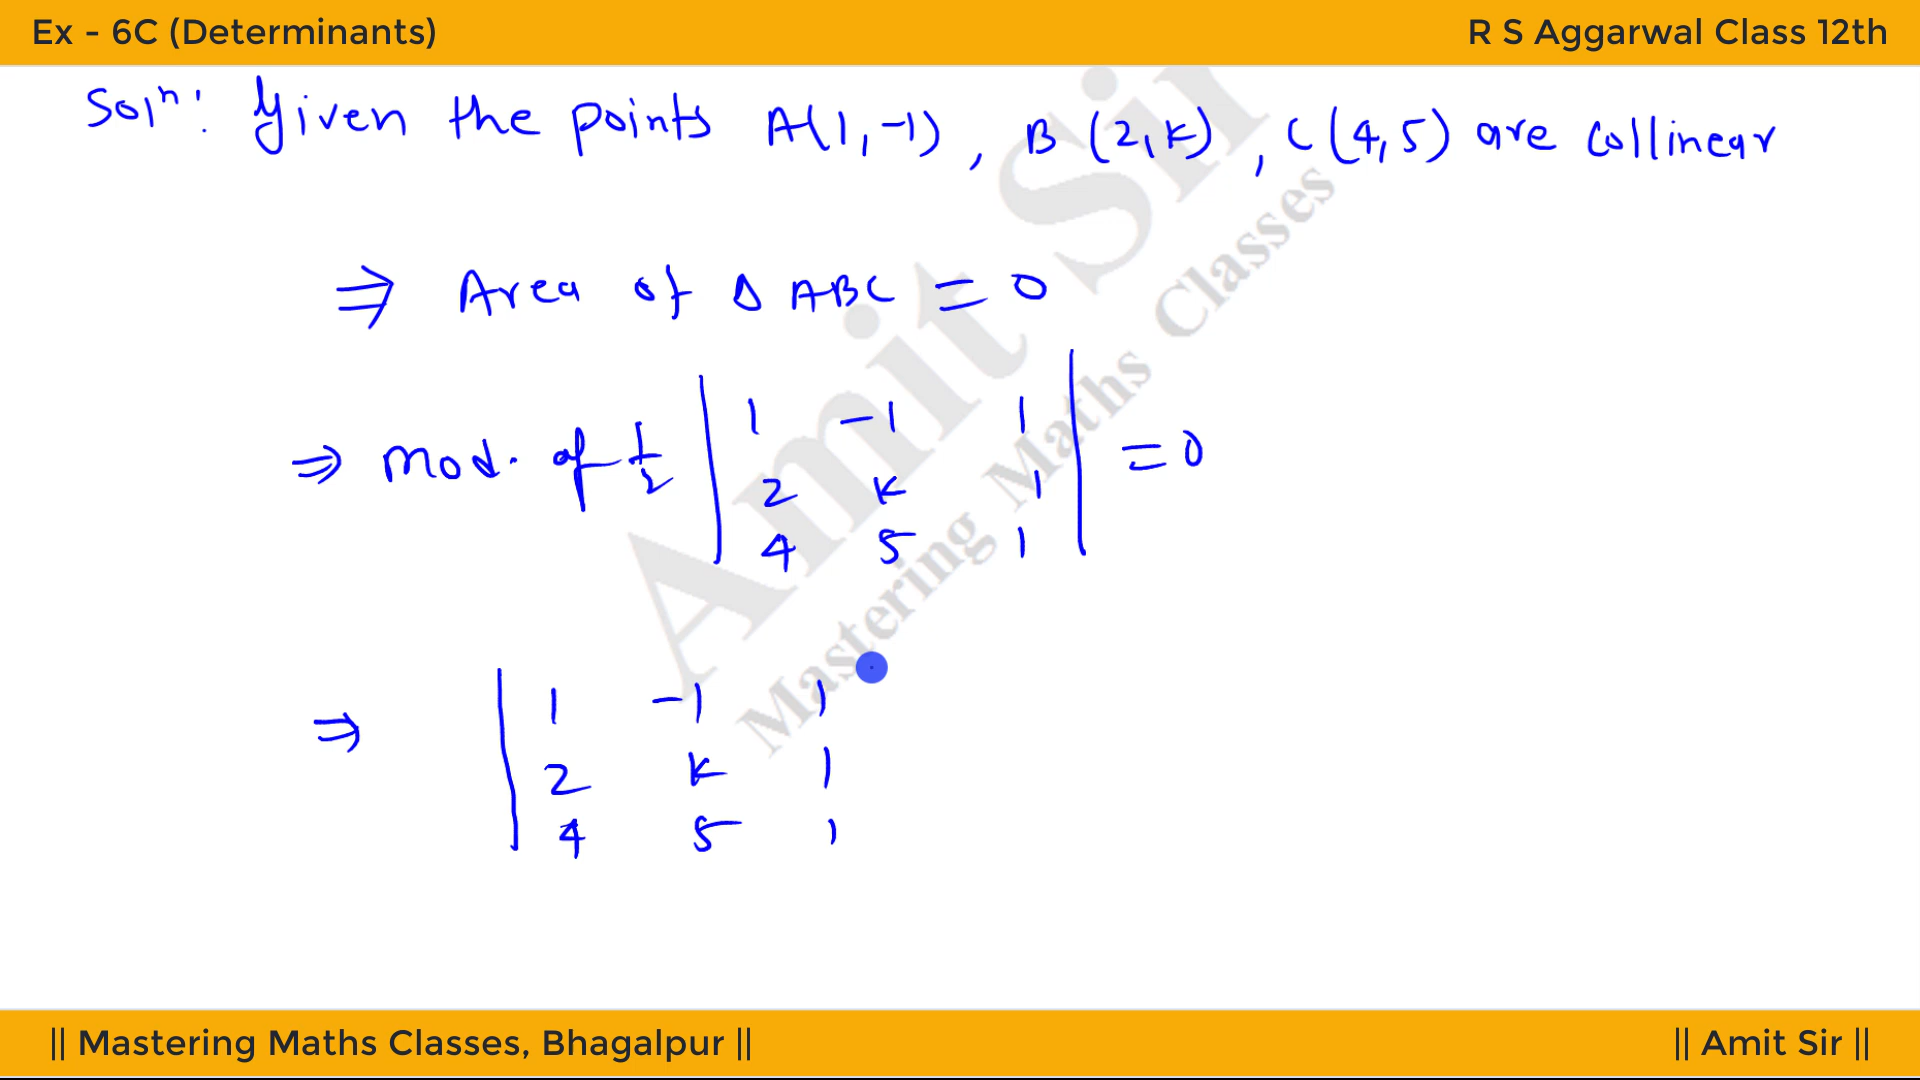 Ex - 6C (Determinants) R S Aggarwal Class 12th
Solⁿ: Given the points A(1,-1), B (2,k), C (4,5) are collinear
⇒ Area of Δ ABC = 0
⇒ Mod. of 1/2 | 1 -1 1 | = 0
2 k 1
4 5 1
⇒ | 1 -1 1
2 k 1
4 5 1
Amit Sir
Mastering Maths Classes
|| Mastering Maths Classes, Bhagalpur || || Amit Sir ||